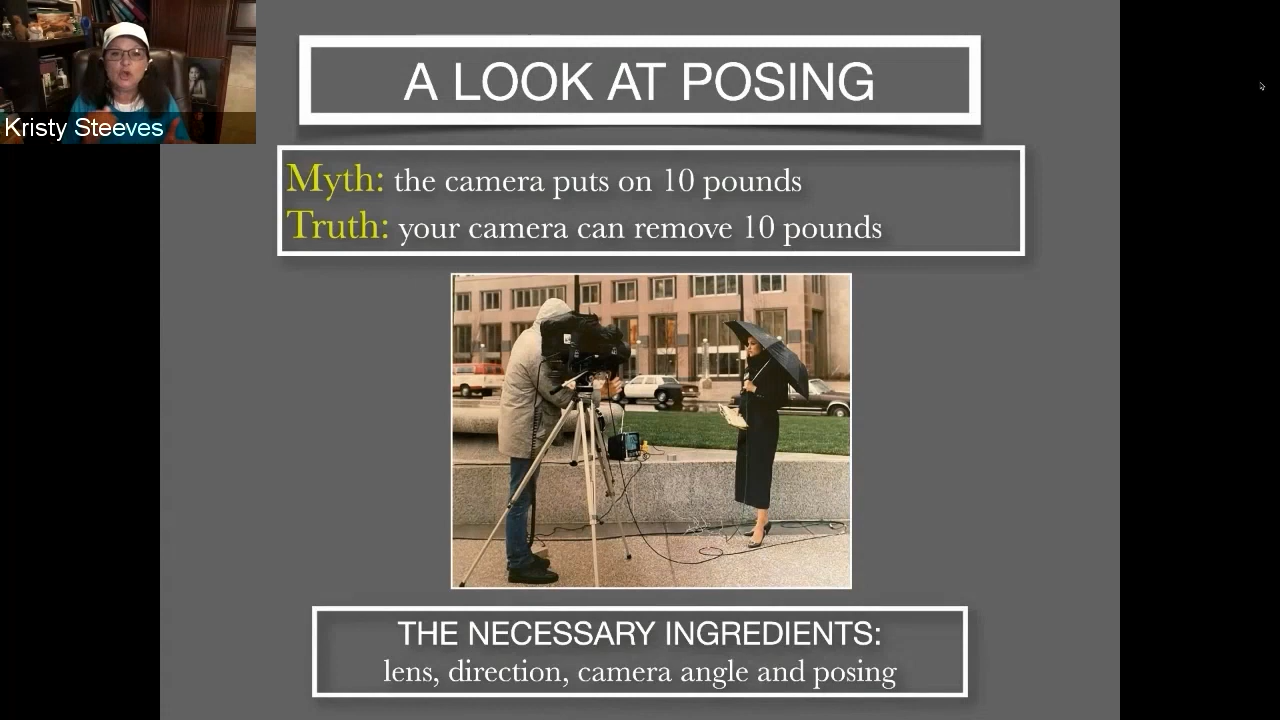 Kristy Steeves
A LOOK AT POSING
Myth: the camera puts on 10 pounds
Truth: your camera can remove 10 pounds
THE NECESSARY INGREDIENTS:
lens, direction, camera angle and posing